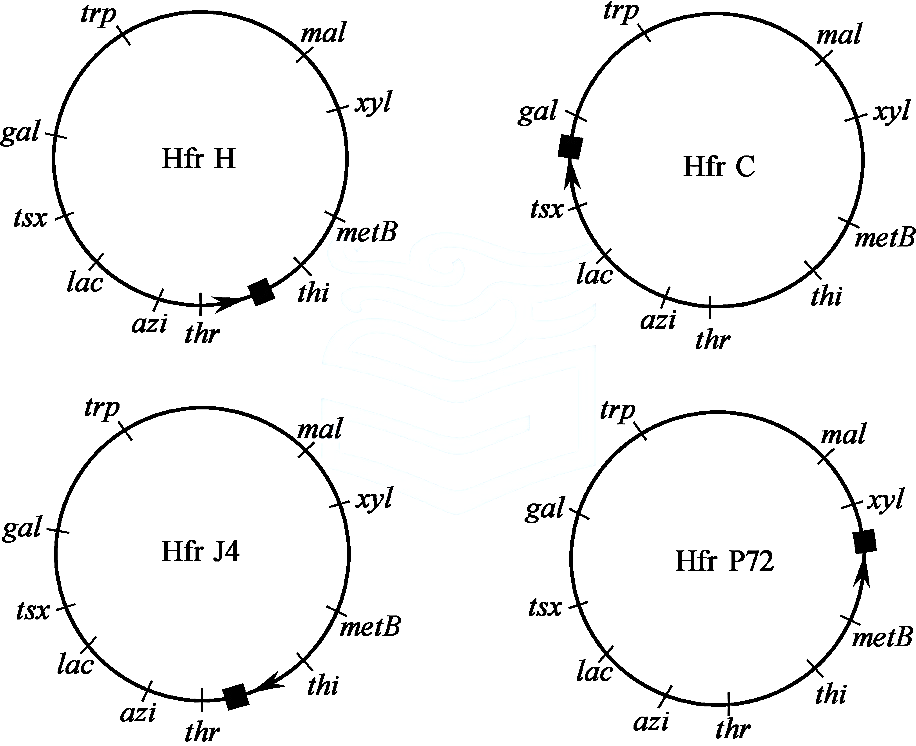 trp
mal
xyl
gal
Hfr H
tsx
metB
lac
thi
azi
thr
trp
mal
xyl
gal
Hfr C
tsx
metB
lac
thi
azi
thr
trp
mal
xyl
gal
Hfr J4
tsx
metB
lac
thi
azi
thr
trp
mal
xyl
gal
Hfr P72
tsx
metB
lac
thi
azi
thr